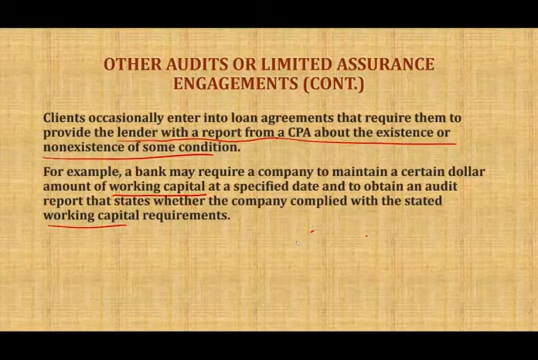 OTHER AUDITS OR LIMITED ASSURANCE
ENGAGEMENTS (CONT.)
Clients occasionally enter into loan agreements that require them to
provide the lender with a report from a CPA about the existence or
nonexistence of some condition.
For example, a bank may require a company to maintain a certain dollar
amount of working capital at a specified date and to obtain an audit
report that states whether the company complied with the stated
working capital requirements.